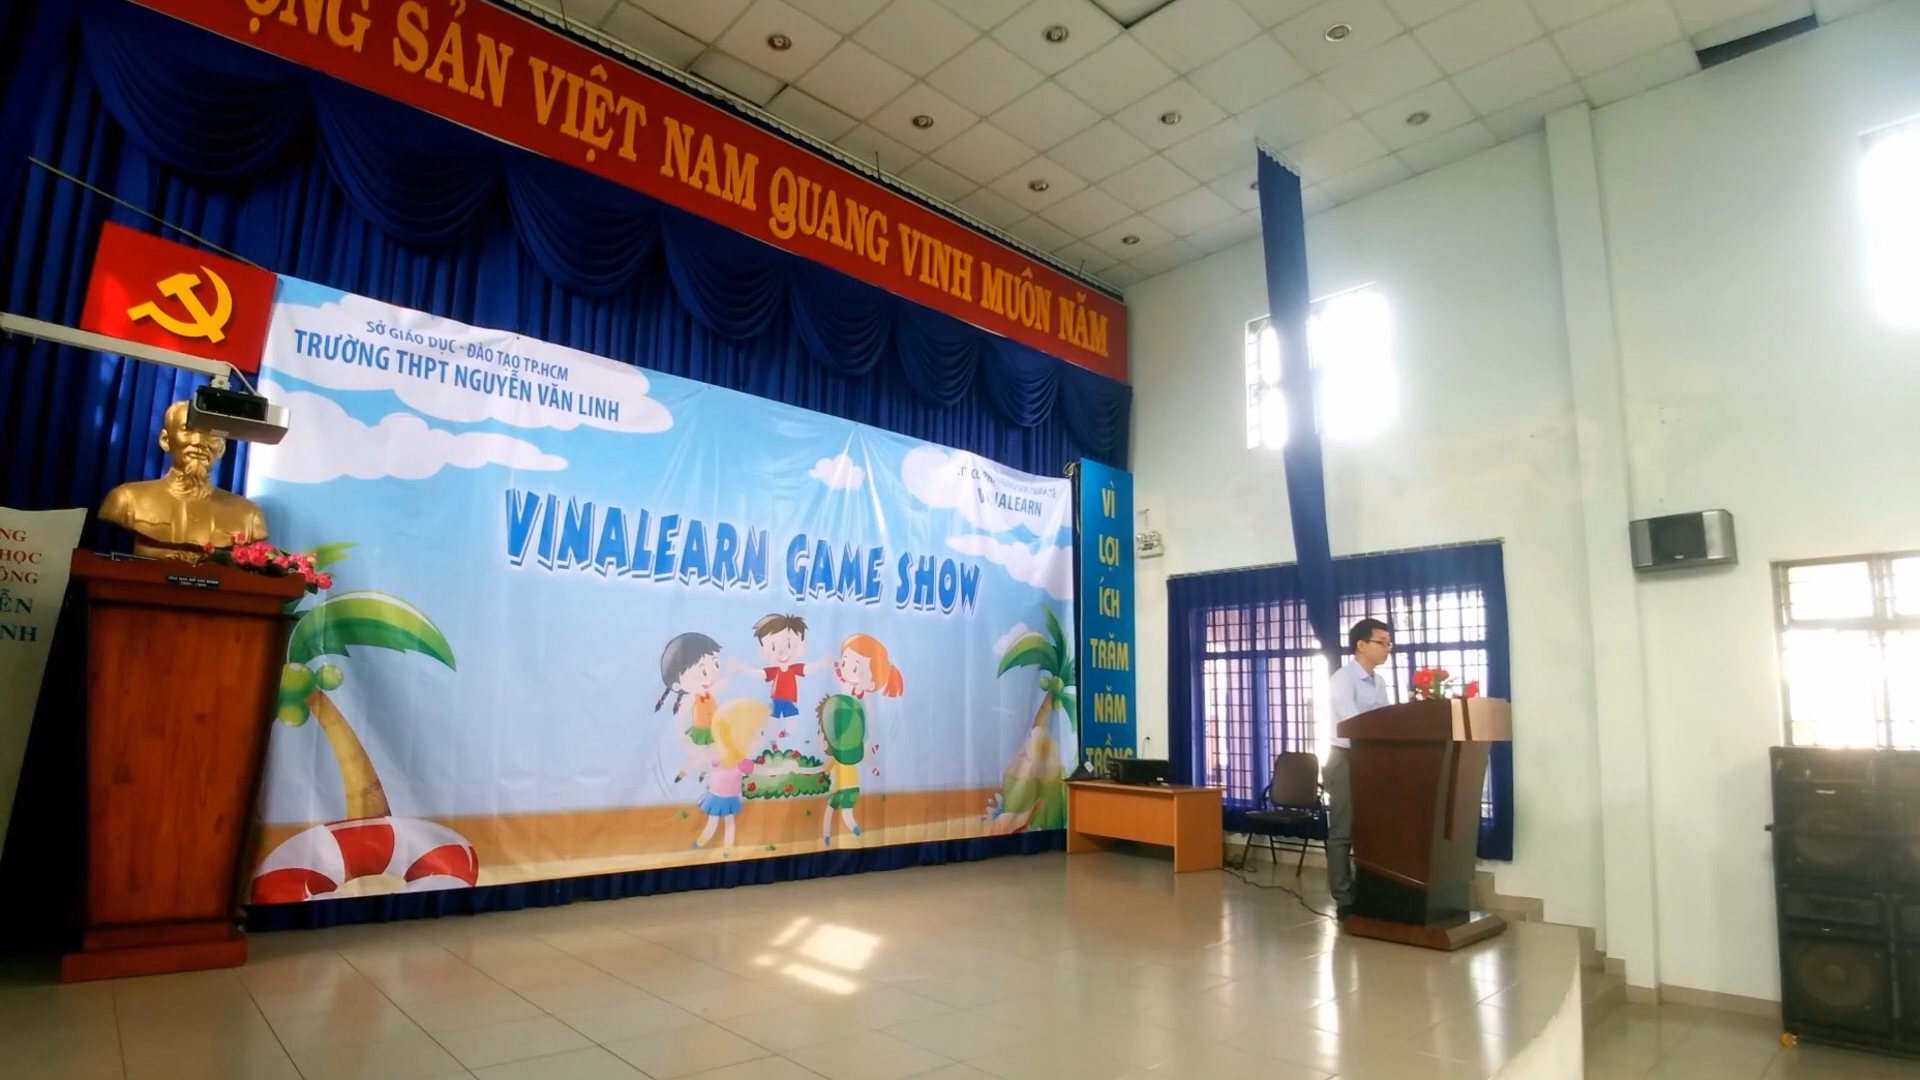 SẢN VIỆT NAM QUANG VINH MUÔN NĂM
SỞ GIÁO DỤC - ĐÀO TẠO TP.HCM
TRƯỜNG THPT NGUYỄN VĂN LINH
VINALEARN
VINALEARN GAME SHOW
VÌ
LỢI
ÍCH
TRĂM
NĂM
TRỒNG